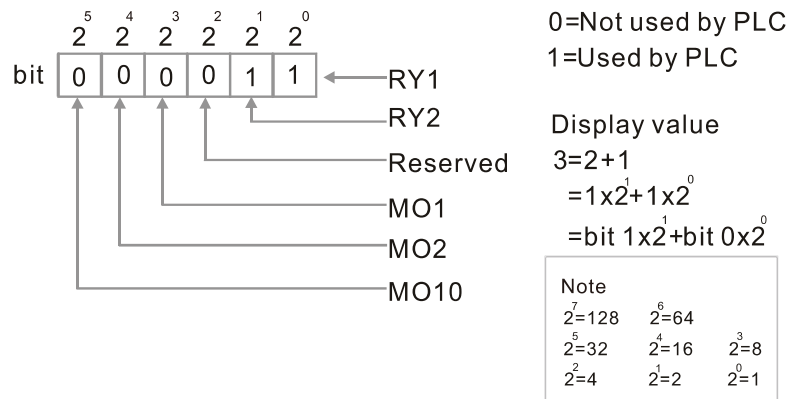 2⁵ 2⁴ 2³ 2² 2¹ 2⁰
bit 0 0 0 0 1 1
RY1
RY2
Reserved
MO1
MO2
MO10
0=Not used by PLC
1=Used by PLC
Display value
3=2+1
=1x2¹+1x2⁰
=bit 1x2¹+bit 0x2⁰
Note
2⁷=128 2⁶=64
2⁵=32 2⁴=16 2³=8
2²=4 2¹=2 2⁰=1